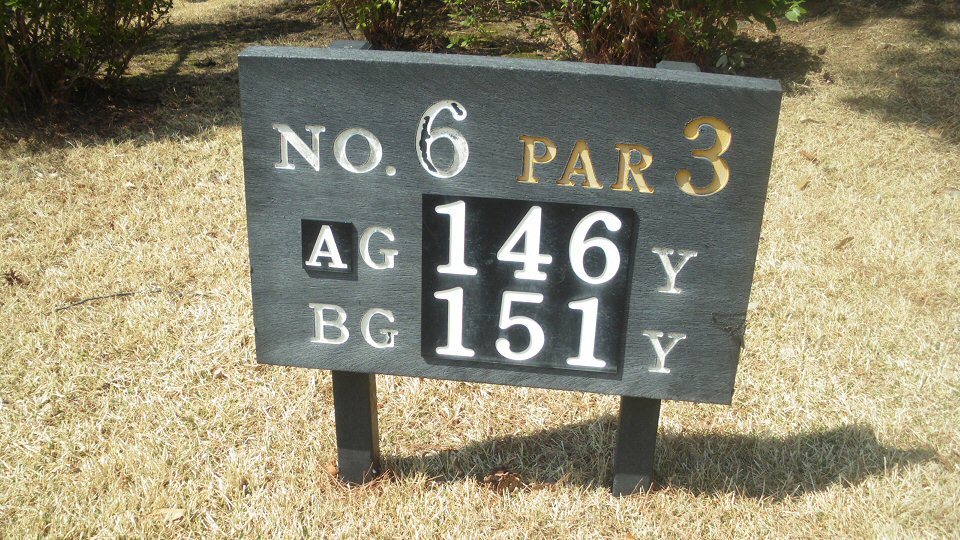 NO. 6 PAR 3
AG 146 Y
BG 151 Y